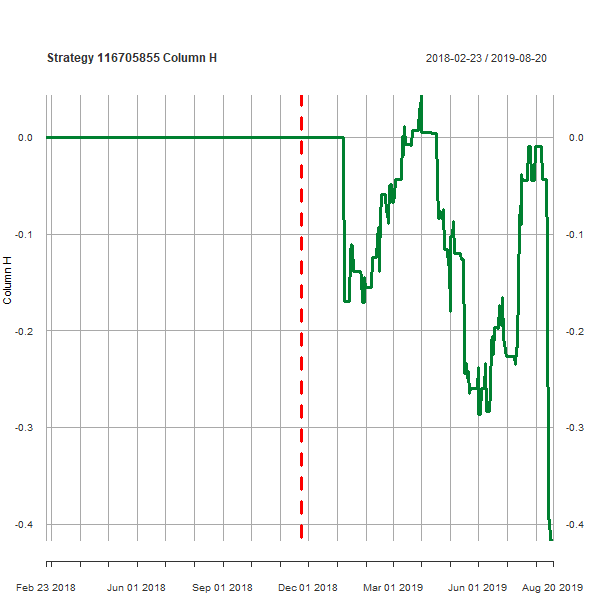 Strategy 116705855 Column H
2018-02-23 / 2019-08-20
0.0
0.0
-0.1
-0.1
Column H
-0.2
-0.2
-0.3
-0.3
-0.4
-0.4
Feb 23 2018
Jun 01 2018
Sep 01 2018
Dec 01 2018
Mar 01 2019
Jun 01 2019
Aug 20 2019